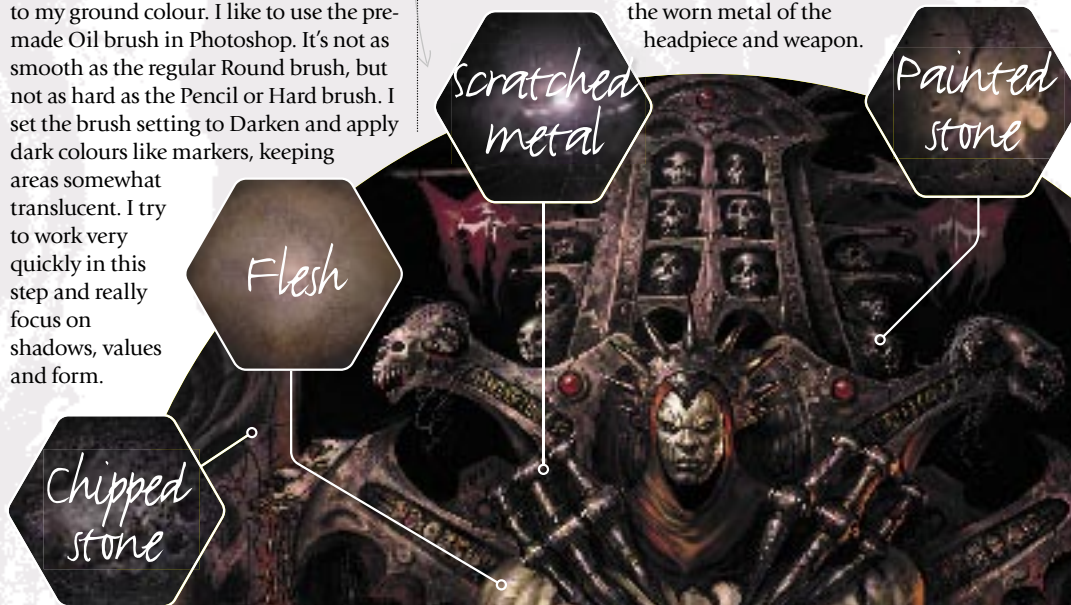 to my ground colour. I like to use the pre-
made Oil brush in Photoshop. It's not as
smooth as the regular Round brush, but
not as hard as the Pencil or Hard brush. I
set the brush setting to Darken and apply
dark colours like markers, keeping
areas somewhat
translucent. I try
to work very
quickly in this
step and really
focus on
shadows, values
and form.
the worn metal of the
headpiece and weapon.
Scratched
metal
Painted
stone
Flesh
Chipped
stone